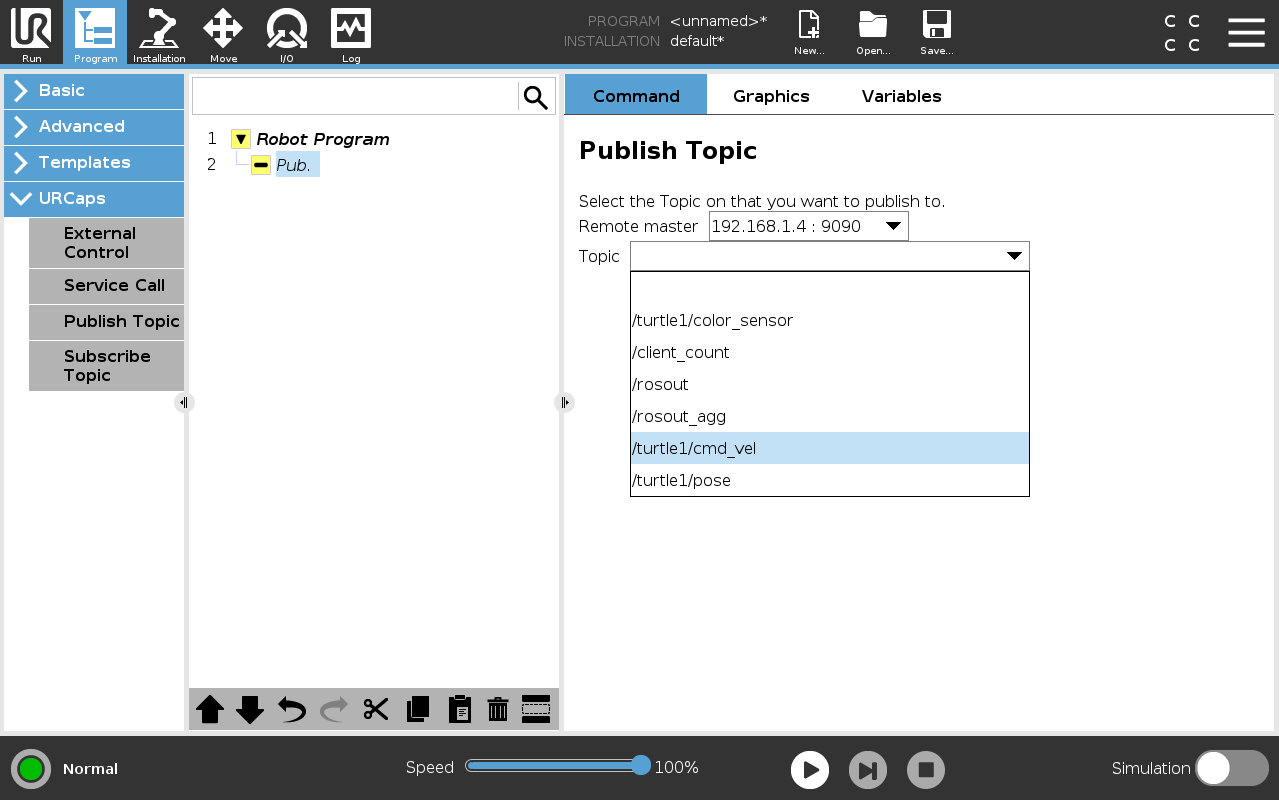 UR
PROGRAM <unnamed>*
INSTALLATION default*
C C
C C
Run Program Installation Move I/O Log
New... Open... Save...
Basic
Advanced
Templates
URCaps
External
Control
Service Call
Publish Topic
Subscribe
Topic
1 Robot Program
2 Pub.
Command Graphics Variables
Publish Topic
Select the Topic on that you want to publish to.
Remote master 192.168.1.4 : 9090
Topic
/turtle1/color_sensor
/client_count
/rosout
/rosout_agg
/turtle1/cmd_vel
/turtle1/pose
Normal
Speed 100%
Simulation